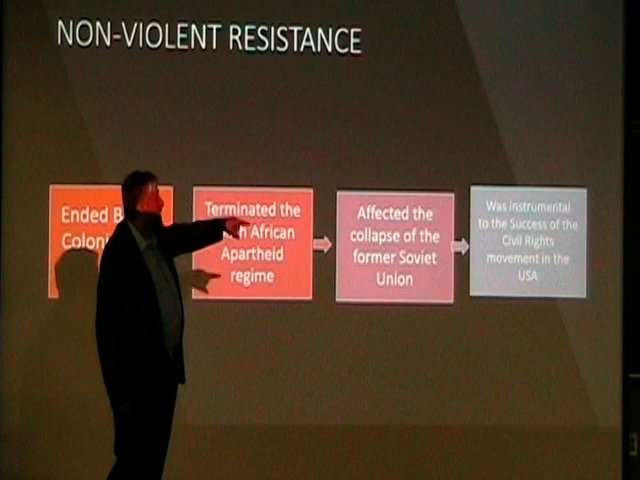 NON-VIOLENT RESISTANCE
Ended
Terminated the
African
Apartheid
regime
Affected the
collapse of the
former Soviet
Union
Was instrumental
to the Success of the
Civil Rights
movement in the
USA